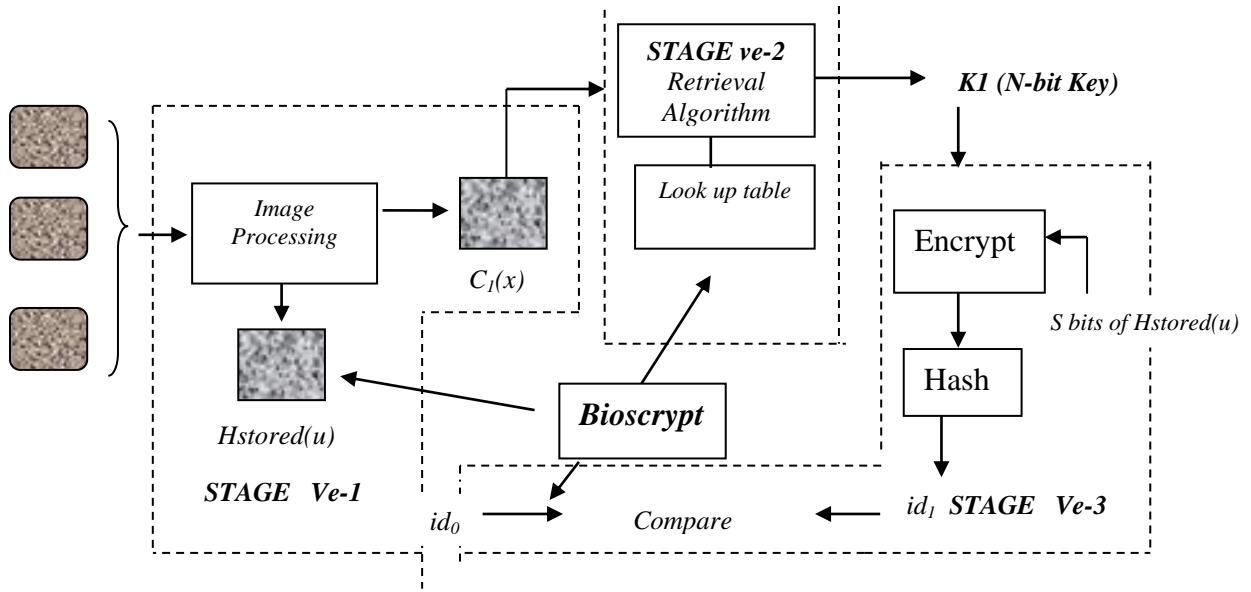 STAGE ve-2
Retrieval
Algorithm
K1 (N-bit Key)
Look up table
Image
Processing
C1(x)
Encrypt
S bits of Hstored(u)
Hash
Bioscrypt
Hstored(u)
STAGE Ve-1
id0
Compare
id1 STAGE Ve-3